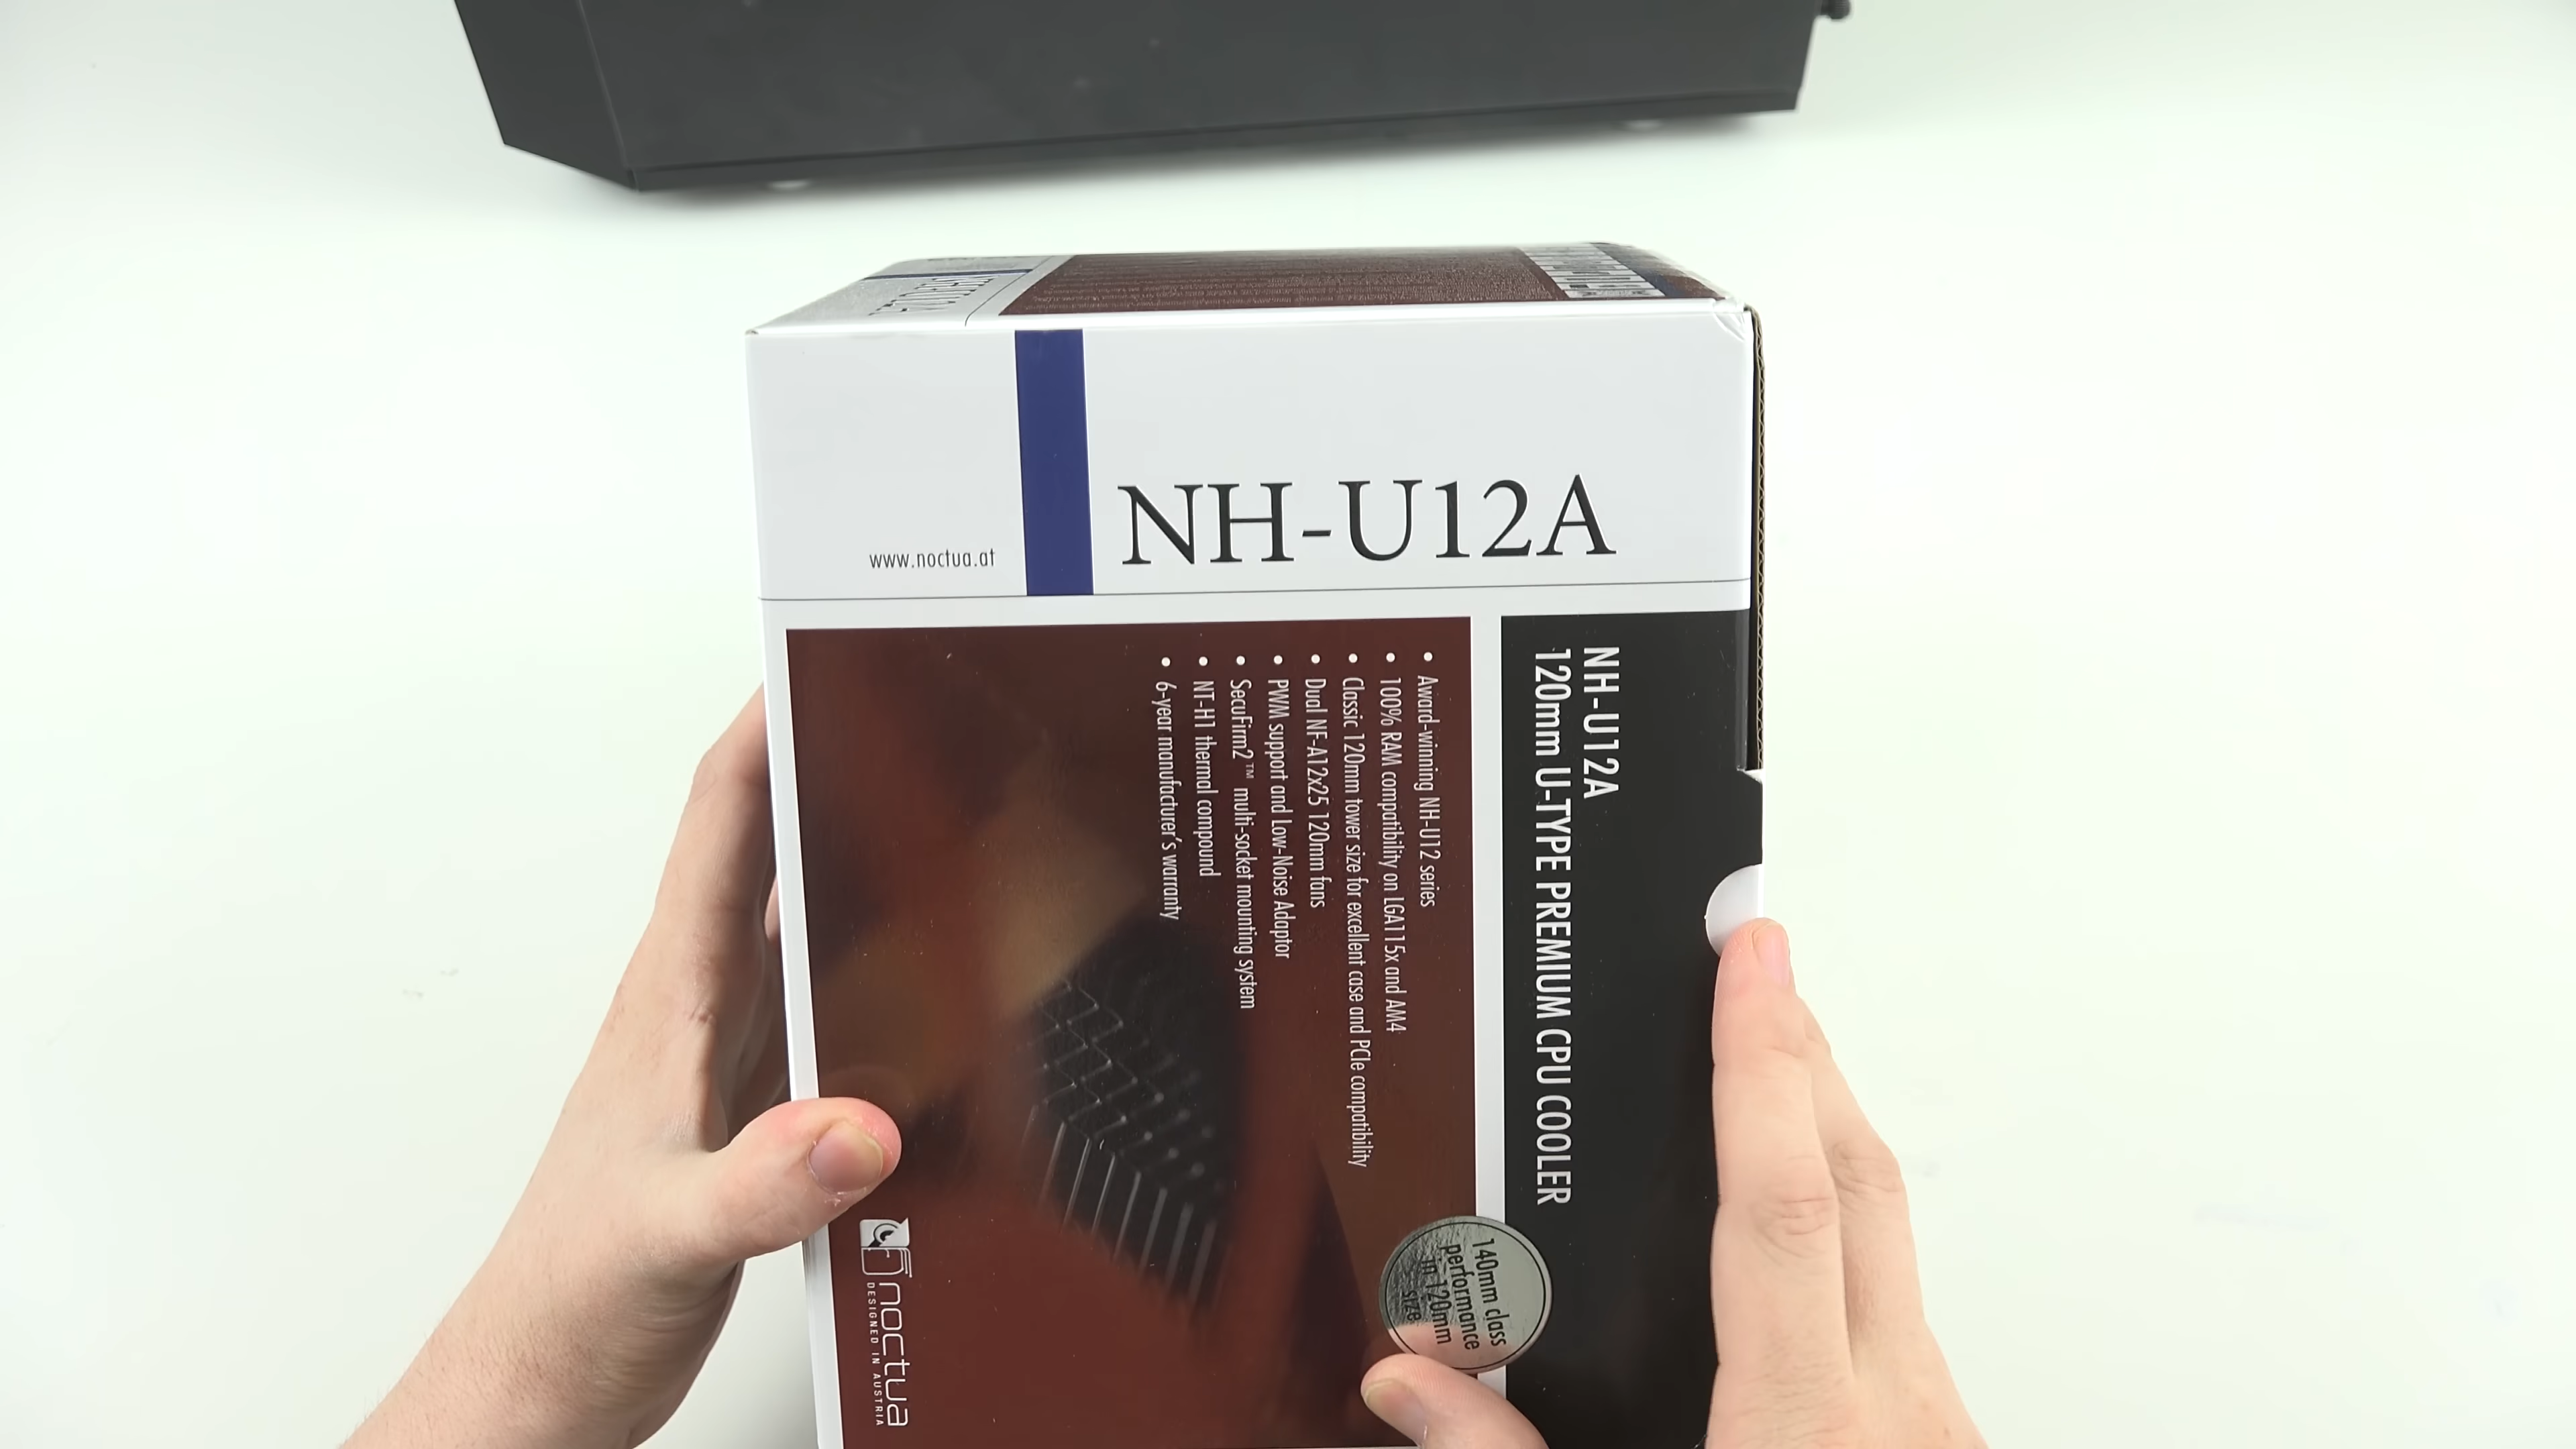 www.noctua.at
NH-U12A
NH-U12A
120mm U-TYPE PREMIUM CPU COOLER
• Award-winning NH-U12 series
• 100% RAM compatibility on LGA115x and AM4
• Classic 120mm tower size for excellent case and PCIe compatibility
• Dual NF-A12x25 120mm fans
• PWM support and Low-Noise Adaptor
• SecuFirm2™ multi-socket mounting system
• NT-H1 thermal compound
• 6-year manufacturer's warranty
140mm class
performance
in 120mm
size
noctua
DESIGNED IN AUSTRIA